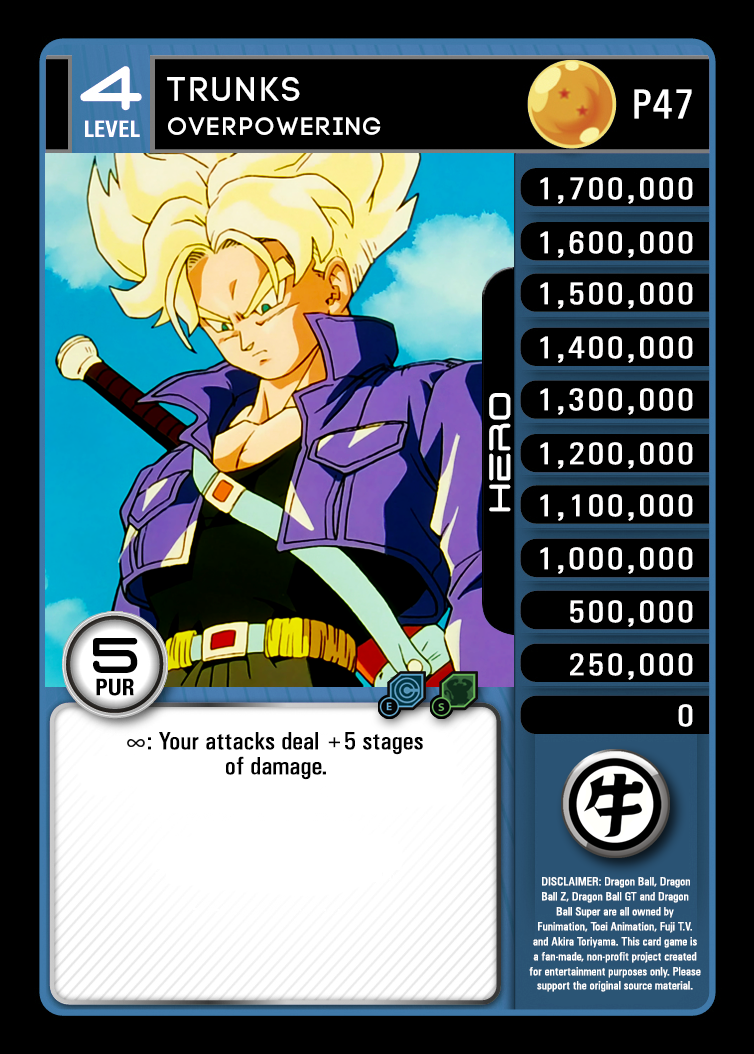 4
LEVEL
TRUNKS
OVERPOWERING
P47
1,700,000
1,600,000
1,500,000
1,400,000
1,300,000
1,200,000
1,100,000
1,000,000
500,000
250,000
0
HERO
5
PUR
E
S
∞: Your attacks deal +5 stages
of damage.
牛
DISCLAIMER: Dragon Ball, Dragon
Ball Z, Dragon Ball GT and Dragon
Ball Super are all owned by
Funimation, Toei Animation, Fuji T.V.
and Akira Toriyama. This card game is
a fan-made, non-profit project created
for entertainment purposes only. Please
support the original source material.